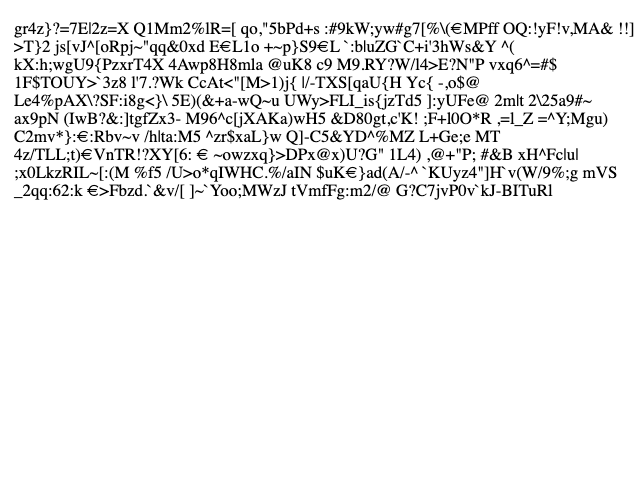 gr4z}?=7E|2z=X Q1Mm2%lR=[ qo,"5bPd+s :#9kW;yw#g7[%\(€MPff OQ:!yF!v,MA& !!]
>T}2 js[vJ^[oRpj~"qq&0xd E€L1o +~p}S9€L `:b|uZG`C+i'3hWs&Y ^(
kX:h;wgU9{PzxrT4X 4Awp8H8mla @uK8 c9 M9.RY?W/l4>E?N"P vxq6^=#$
1F$TOUY>`3z8 l'7.?Wk CcAt<"[M>1)j{ |/-TXS[qaU{H Yc{ -,o$@
Le4%pAX\?SF:i8g<}\ 5E)(&+a-wQ~u UWy>FLI_is{jzTd5 ]:yUFe@ 2m|t 2\25a9#~
ax9pN (IwB?&:]tgfZx3- M96^c[jXAKa)wH5 &D80gt,c'K! ;F+l0O*R ,=l_Z =^Y;Mgu)
C2mv*}:€:Rbv~v /h|ta:M5 ^zr$xaL}w Q]-C5&YD^%MZ L+Ge;e MT
4z/TLL;t)€VnTR!?XY[6: € ~owzxq}>DPx@x)U?G" 1L4) ,@+"P; #&B xH^Fc|u|
;x0LkzRIL~[:(M %f5 /U>o*qIWHC.%/aIN $uK€}ad(A/-^`KUyz4"]H`v(W/9%;g mVS
_2qq:62:k €>Fbzd.`&v/[ ]~`Yoo;MWzJ tVmfFg:m2/@ G?C7jvP0v`kJ-BITuRl